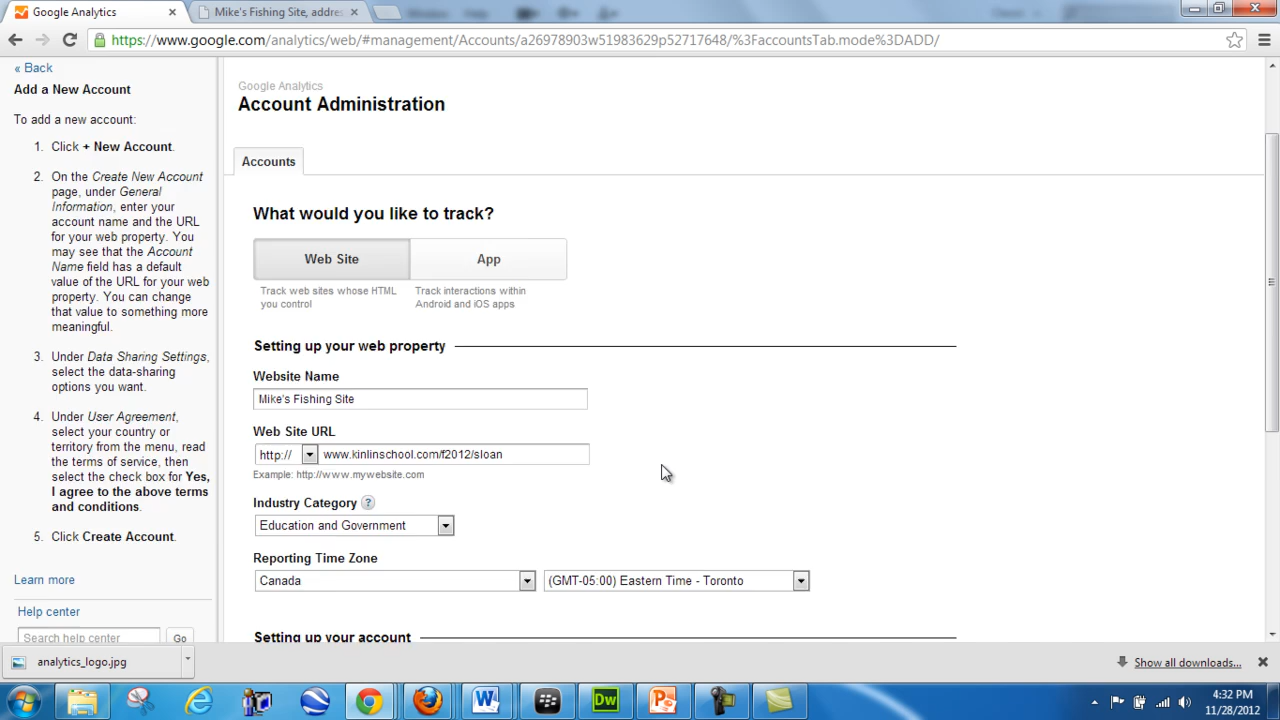 Google Analytics
Mike's Fishing Site, addres
https://www.google.com/analytics/web/#management/Accounts/a26978903w51983629p52717648/%3FaccountsTab.mode%3DADD/
« Back
Add a New Account
To add a new account:
1. Click + New Account.
2. On the Create New Account
page, under General
Information, enter your
account name and the URL
for your web property. You
may see that the Account
Name field has a default
value of the URL for your web
property. You can change
that value to something more
meaningful.
3. Under Data Sharing Settings,
select the data-sharing
options you want.
4. Under User Agreement,
select your country or
territory from the menu, read
the terms of service, then
select the check box for Yes,
I agree to the above terms
and conditions.
5. Click Create Account.
Learn more
Help center
Search help center
Go
Google Analytics
Account Administration
Accounts
What would you like to track?
Web Site
App
Track web sites whose HTML
you control
Track interactions within
Android and iOS apps
Setting up your web property
Website Name
Mike's Fishing Site
Web Site URL
http://
www.kinlinschool.com/f2012/sloan
Example: http://www.mywebsite.com
Industry Category ?
Education and Government
Reporting Time Zone
Canada
(GMT-05:00) Eastern Time - Toronto
Setting up your account
analytics_logo.jpg
Show all downloads...
W
Dw
P
4:32 PM
11/28/2012